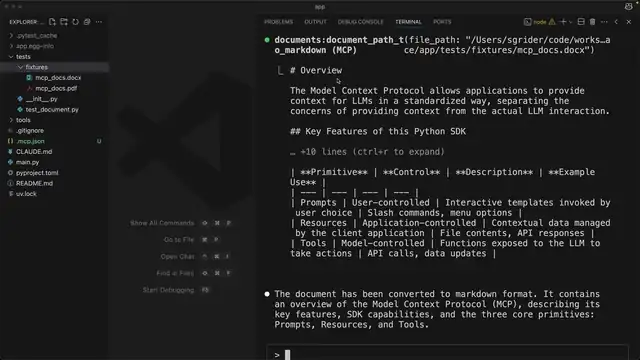 app
EXPLORER: ...
.pytest_cache
app.egg-info
tests
fixtures
mcp_docs.docx
mcp_docs.pdf
__init__.py
test_document.py
tools
.gitignore
.mcp.json
CLAUDE.md
main.py
pyproject.toml
README.md
uv.lock
Show All Commands
Go to File
Open Chat
Find in Files
Start Debugging
F5
PROBLEMS OUTPUT DEBUG CONSOLE TERMINAL PORTS
node
documents:document_path_t(file_path: "/Users/sgrider/code/works…a
o_markdown (MCP) ce/app/tests/fixtures/mcp_docs.docx")
# Overview
The Model Context Protocol allows applications to provide
context for LLMs in a standardized way, separating the
concerns of providing context from the actual LLM interaction.
## Key Features of this Python SDK
… +10 lines (ctrl+r to expand)
| **Primitive** | **Control** | **Description** | **Example
Use** |
| --- | --- | --- | --- |
| Prompts | User-controlled | Interactive templates invoked by
user choice | Slash commands, menu options |
| Resources | Application-controlled | Contextual data managed
by the client application | File contents, API responses |
| Tools | Model-controlled | Functions exposed to the LLM to
take actions | API calls, data updates |
The document has been converted to markdown format. It contains
an overview of the Model Context Protocol (MCP), describing its
key features, SDK capabilities, and the three core primitives:
Prompts, Resources, and Tools.
>